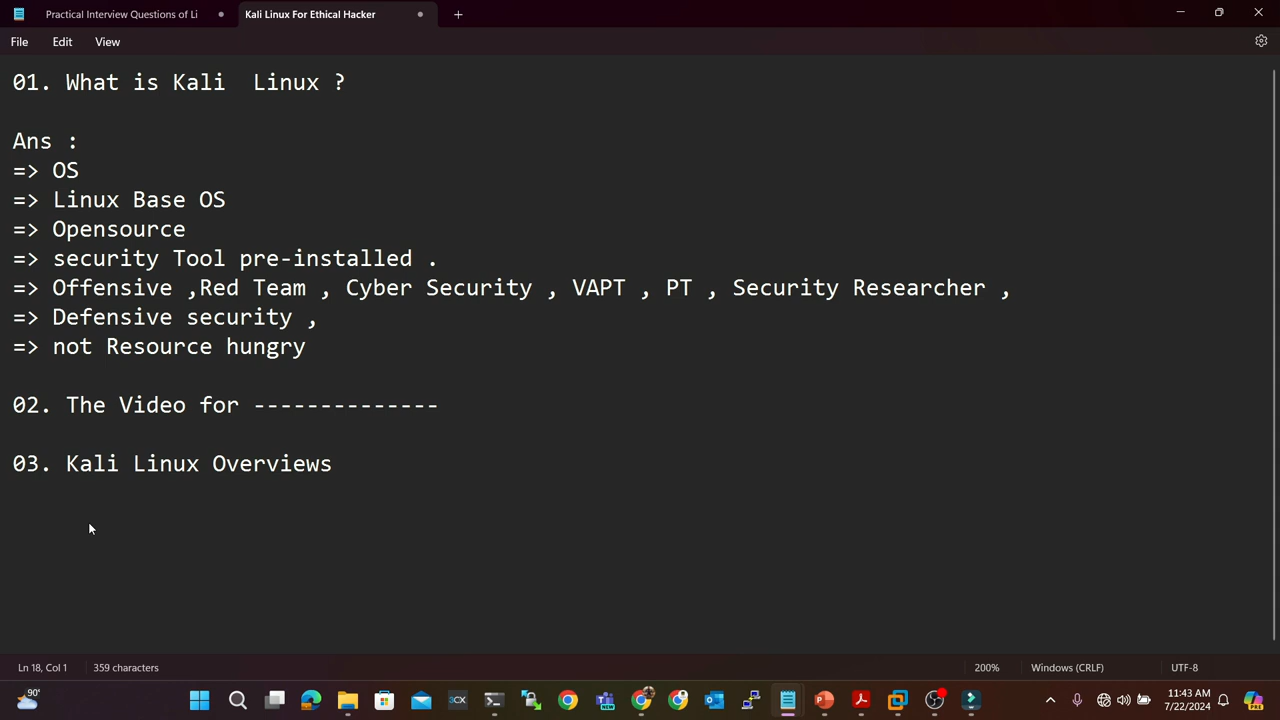 Practical Interview Questions of Li
Kali Linux For Ethical Hacker
File Edit View
01. What is Kali  Linux ?
Ans :
=> OS
=> Linux Base OS
=> Opensource
=> security Tool pre-installed .
=> Offensive ,Red Team , Cyber Security , VAPT , PT , Security Researcher ,
=> Defensive security ,
=> not Resource hungry
02. The Video for --------------
03. Kali Linux Overviews
Ln 18, Col 1 359 characters 200% Windows (CRLF) UTF-8
90°
3CX
NEW
11:43 AM
7/22/2024
PRE